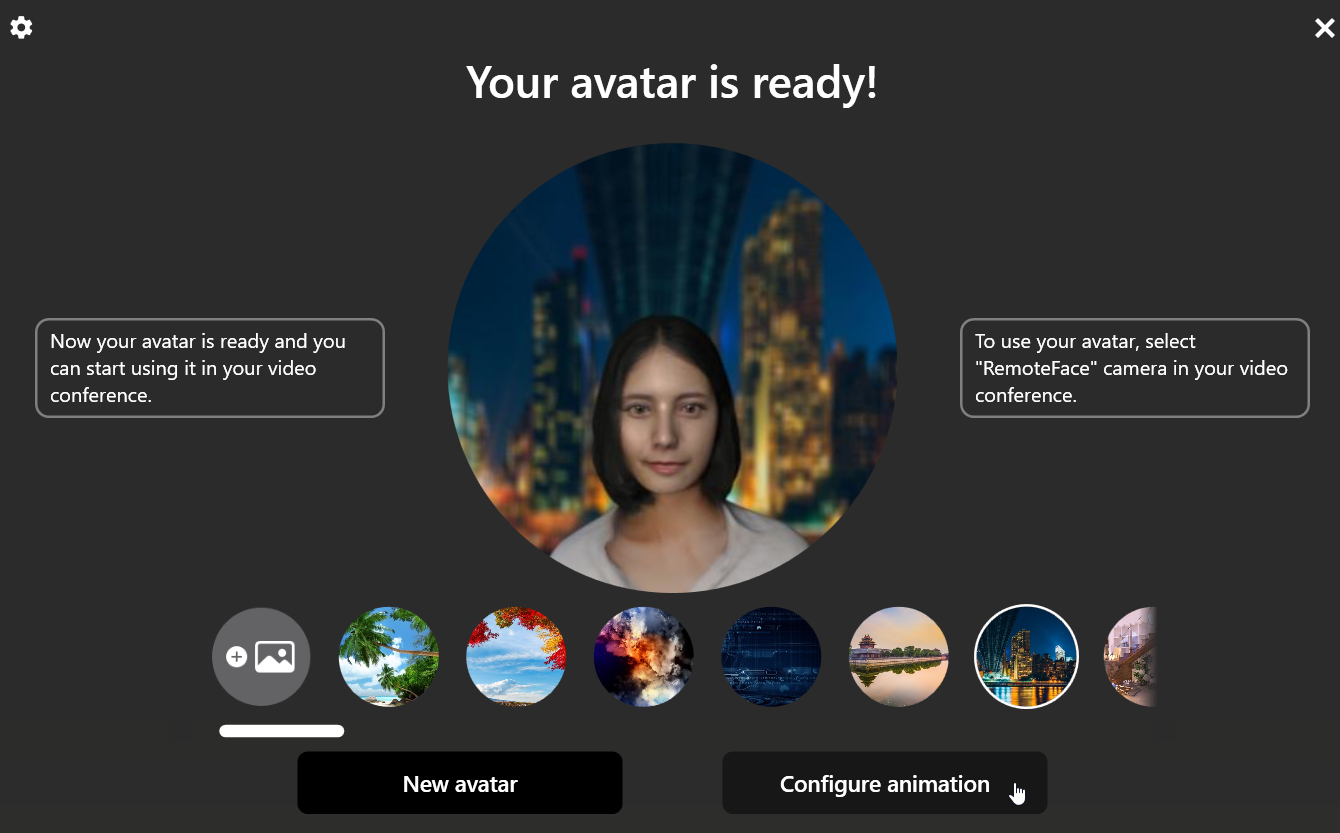 Your avatar is ready!
Now your avatar is ready and you
can start using it in your video
conference.
To use your avatar, select
"RemoteFace" camera in your video
conference.
New avatar
Configure animation